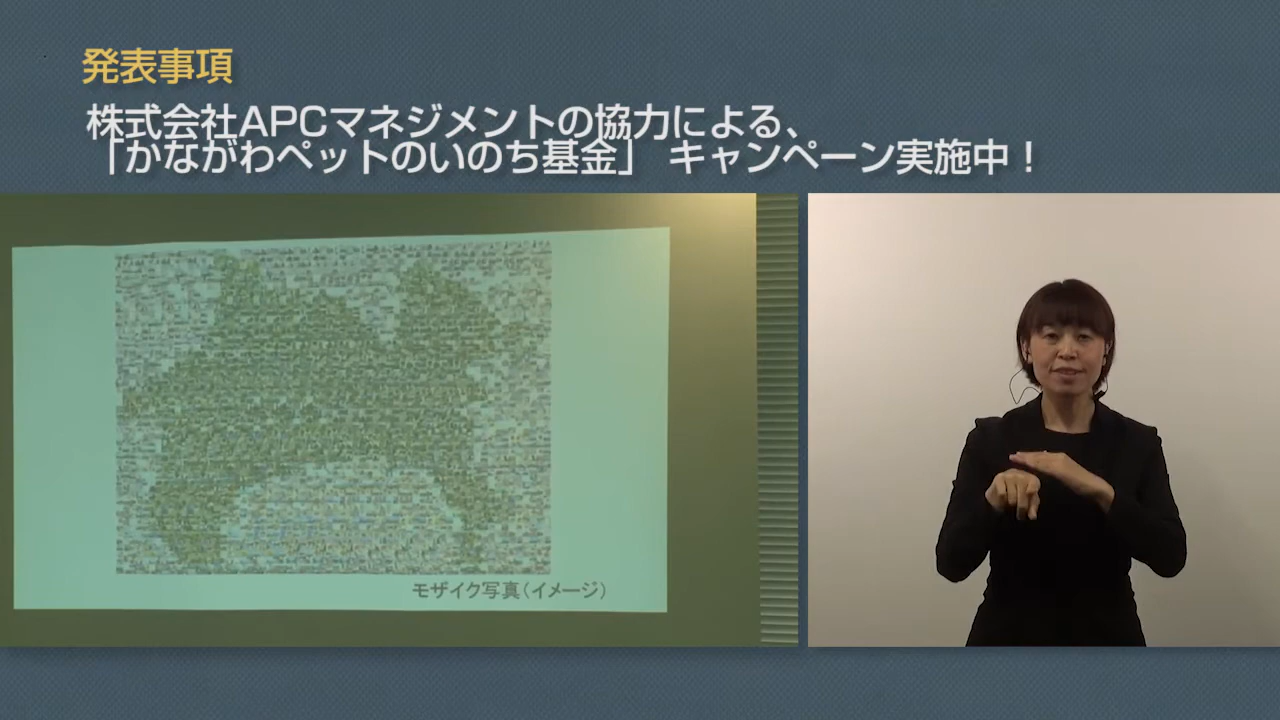 発表事項
株式会社APCマネジメントの協力による、
「かながわペットのいのち基金」 キャンペーン実施中！
モザイク写真（イメージ）